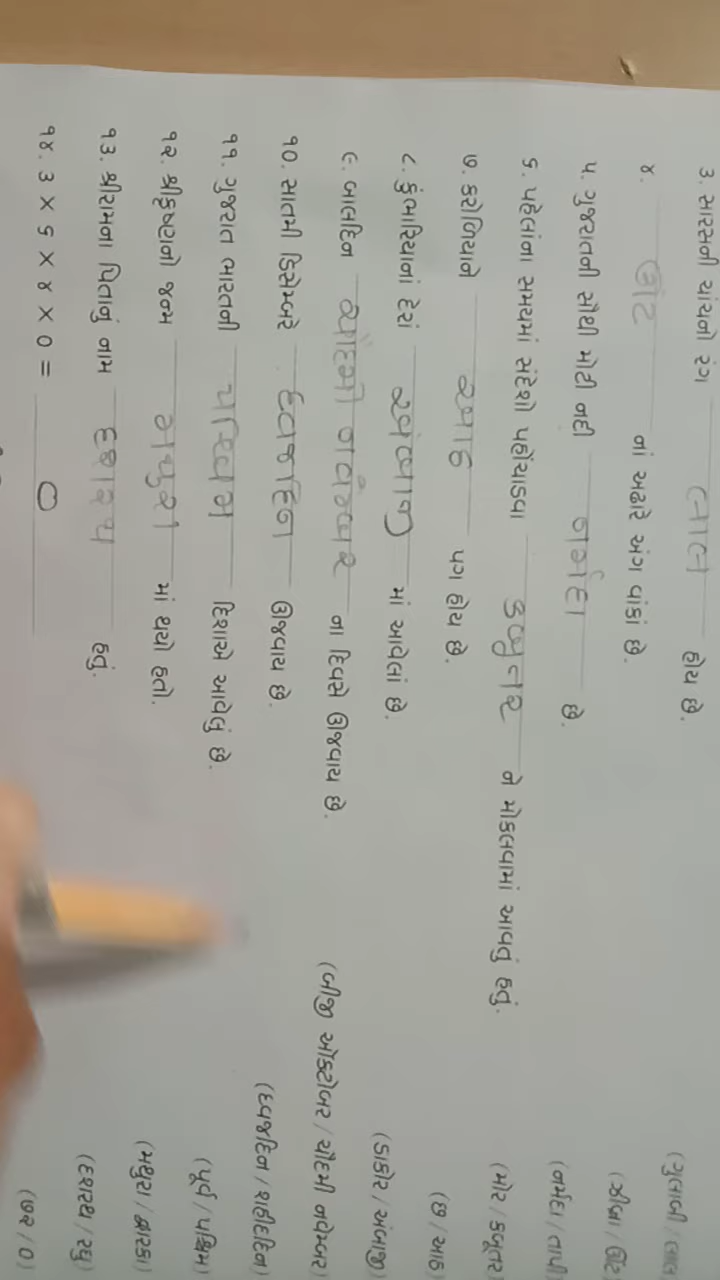 ૩. સારસની ચાંચનો રંગ લાલ હોય છે. (ગુલાબી / લાલ
૪. ઊંટ નાં અઢારે અંગ વાંકાં છે. (જીબ્રા / ઊંટ
૫. ગુજરાતની સૌથી મોટી નદી નર્મદા છે. (નર્મદા / તાપી
૬. પહેલાંના સમયમાં સંદેશો પહોંચાડવા કબુતર ને મોકલવામાં આવતું હતું. (મોર / કબૂતર
૭. કરોળિયાને આઠ પગ હોય છે. (છ / આઠ)
૮. કુંભારિયાનાં દેરાં અંબાજી માં આવેલાં છે. (ડાકોર / અંબાજી)
૯. બાલદિન ચૌદમી નવેમ્બર ના દિવસે ઊજવાય છે. (બીજી ઓક્ટોબર / ચૌદમી નવેમ્બર)
૧૦. સાતમી ડિસેમ્બરે ધ્વજદિન ઊજવાય છે. (ધ્વજદિન / શહીદદિન)
૧૧. ગુજરાત ભારતની પશ્ચિમ દિશાએ આવેલું છે. (પૂર્વ / પશ્ચિમ)
૧૨. શ્રીકૃષ્ણનો જન્મ મથુરા માં થયો હતો. (મથુરા / દ્વારકા)
૧૩. શ્રીરામના પિતાનું નામ દશરથ હતું. (દશરથ / રઘુ)
૧૪. ૩ × ૬ × ૪ × ૦ = ૦ (૭૨ / ૦)